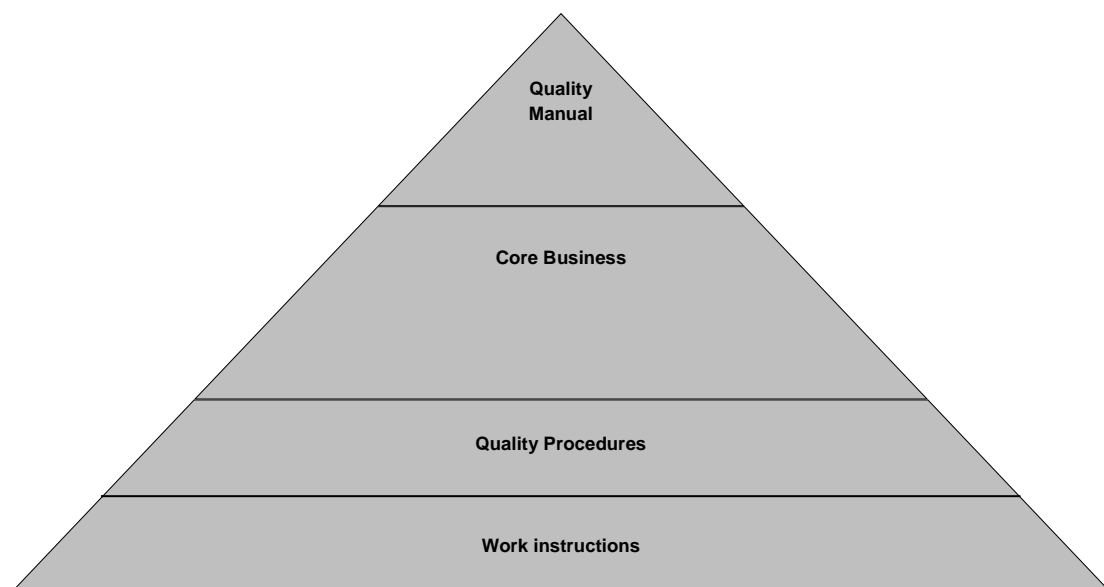 Quality
Manual
Core Business
Quality Procedures
Work instructions